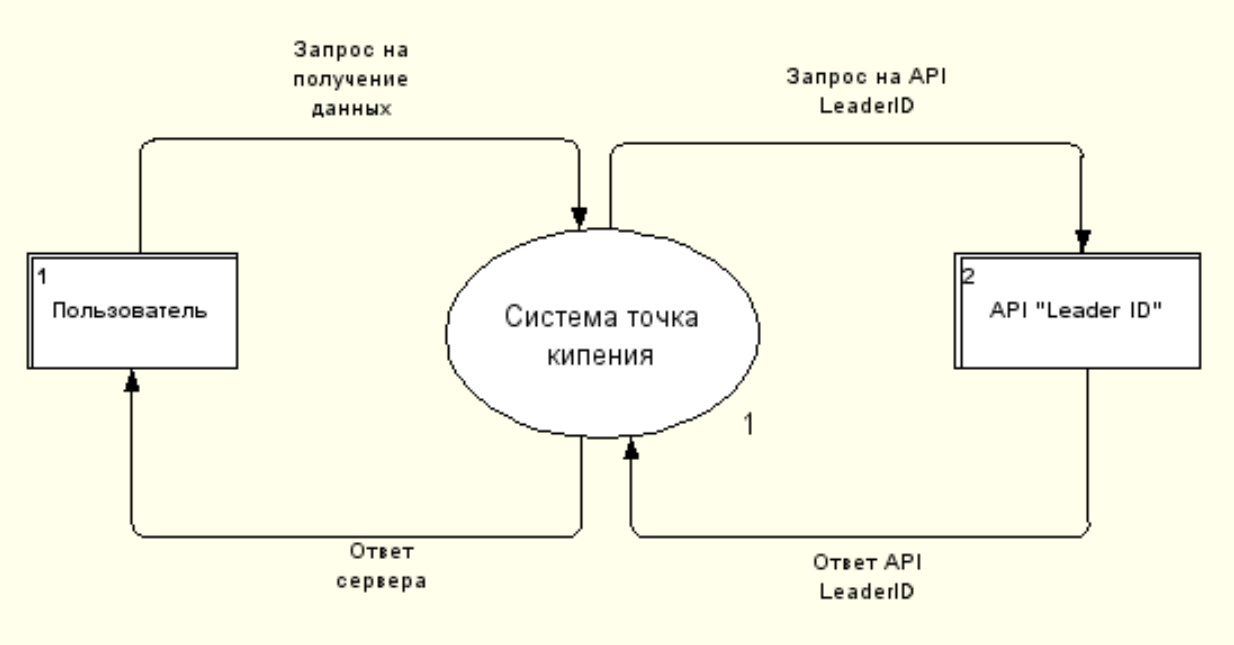 Запрос на
получение
данных
Запрос на API
LeaderID
1
Пользователь
Система точка
кипения
1
2
API "Leader ID"
Ответ
сервера
Ответ API
LeaderID